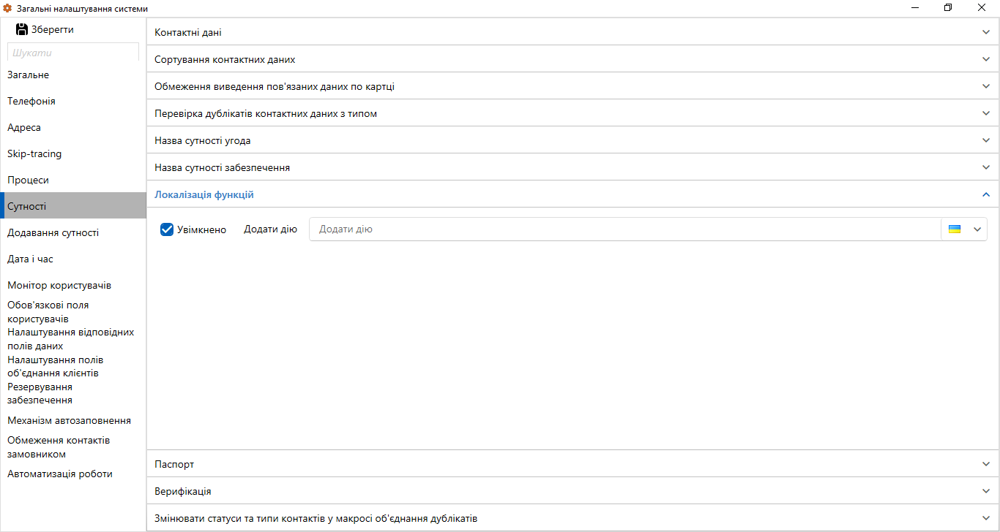 Загальні налаштування системи
Зберегти
Шукати
Загальне
Телефонія
Адреса
Skip-tracing
Процеси
Сутності
Додавання сутності
Дата і час
Монітор користувачів
Обов'язкові поля
користувачів
Налаштування відповідних
полів даних
Налаштування полів
об'єднання клієнтів
Резервування
забезпечення
Механізм автозаповнення
Обмеження контактів
замовником
Автоматизація роботи
Контактні дані
Сортування контактних даних
Обмеження виведення пов'язаних даних по картці
Перевірка дублікатів контактних даних з типом
Назва сутності угода
Назва сутності забезпечення
Локалізація функцій
Увімкнено Додати дію Додати дію
Паспорт
Верифікація
Змінювати статуси та типи контактів у макросі об'єднання дублікатів